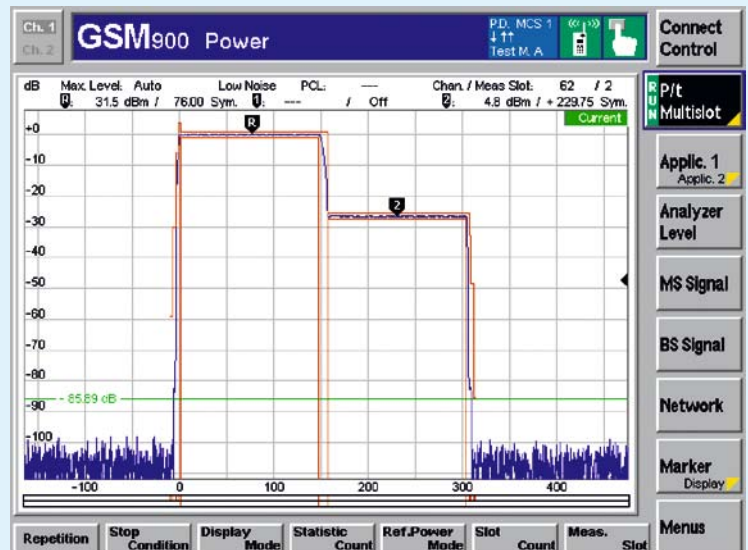 Ch. 1
Ch. 2
GSM900 Power
P.D. MCS 1
↓↑↑
Test M. A
Connect
Control
dB Max. Level: Auto Low Noise PCL: --- Chan. / Meas Slot: 62 / 2
R: 31.5 dBm / 76.00 Sym. 1: --- / Off 2: 4.8 dBm / + 229.75 Sym.
Current
RUN
P/t
Multislot
Applic. 1
Applic. 2
Analyzer
Level
MS Signal
BS Signal
Network
Marker
Display
Menus
R
2
+0
-10
-20
-30
-40
-50
-60
-70
-80
- 85.89 dB
-90
-100
-100 0 100 200 300 400
Repetition
Stop
Condition
Display
Mode
Statistic
Count
Ref.Power
Mode
Slot
Count
Meas.
Slot